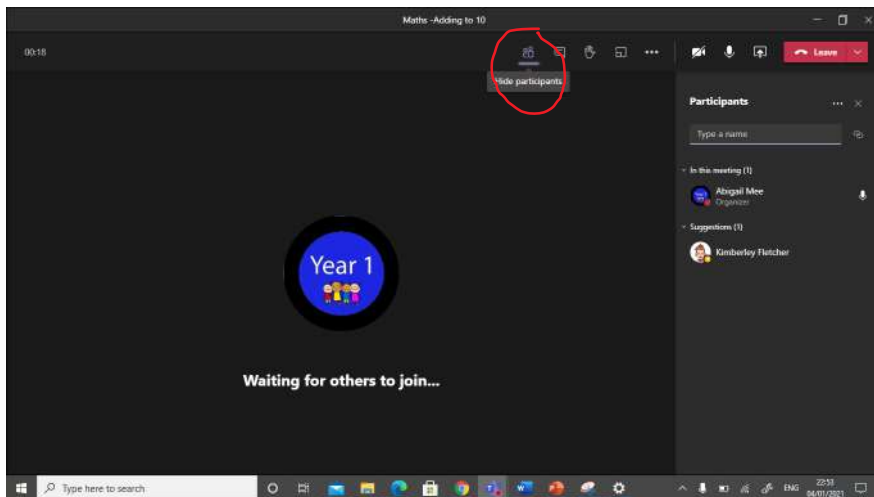 Maths -Adding to 10
00:18
Leave
Hide participants
Participants
Type a name
In this meeting (1)
Abigail Mee
Organizer
Suggestions (1)
Kimberley Fletcher
Year 1
Waiting for others to join...
Type here to search
ENG
22:53
04/01/2021